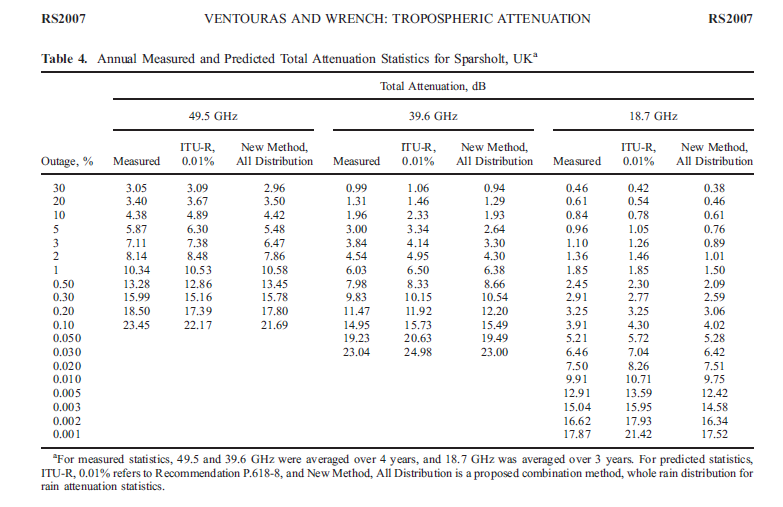 RS2007 VENTOURAS AND WRENCH: TROPOSPHERIC ATTENUATION RS2007
Table 4. Annual Measured and Predicted Total Attenuation Statistics for Sparsholt, UKa
Total Attenuation, dB
49.5 GHz 39.6 GHz 18.7 GHz
ITU-R, New Method, ITU-R, New Method, ITU-R, New Method,
Outage, % Measured 0.01% All Distribution Measured 0.01% All Distribution Measured 0.01% All Distribution
30 3.05 3.09 2.96 0.99 1.06 0.94 0.46 0.42 0.38
20 3.40 3.67 3.50 1.31 1.46 1.29 0.61 0.54 0.46
10 4.38 4.89 4.42 1.96 2.33 1.93 0.84 0.78 0.61
5 5.87 6.30 5.48 3.00 3.34 2.64 0.96 1.05 0.76
3 7.11 7.38 6.47 3.84 4.14 3.30 1.10 1.26 0.89
2 8.14 8.48 7.86 4.54 4.95 4.30 1.36 1.46 1.01
1 10.34 10.53 10.58 6.03 6.50 6.38 1.85 1.85 1.50
0.50 13.28 12.86 13.45 7.98 8.33 8.66 2.45 2.30 2.09
0.30 15.99 15.16 15.78 9.83 10.15 10.54 2.91 2.77 2.59
0.20 18.50 17.39 17.80 11.47 11.92 12.20 3.25 3.25 3.06
0.10 23.45 22.17 21.69 14.95 15.73 15.49 3.91 4.30 4.02
0.050 19.23 20.63 19.49 5.21 5.72 5.28
0.030 23.04 24.98 23.00 6.46 7.04 6.42
0.020 7.50 8.26 7.51
0.010 9.91 10.71 9.75
0.005 12.91 13.59 12.42
0.003 15.04 15.95 14.58
0.002 16.62 17.93 16.34
0.001 17.87 21.42 17.52
aFor measured statistics, 49.5 and 39.6 GHz were averaged over 4 years, and 18.7 GHz was averaged over 3 years. For predicted statistics,
ITU-R, 0.01% refers to Recommendation P.618-8, and New Method, All Distribution is a proposed combination method, whole rain distribution for
rain attenuation statistics.